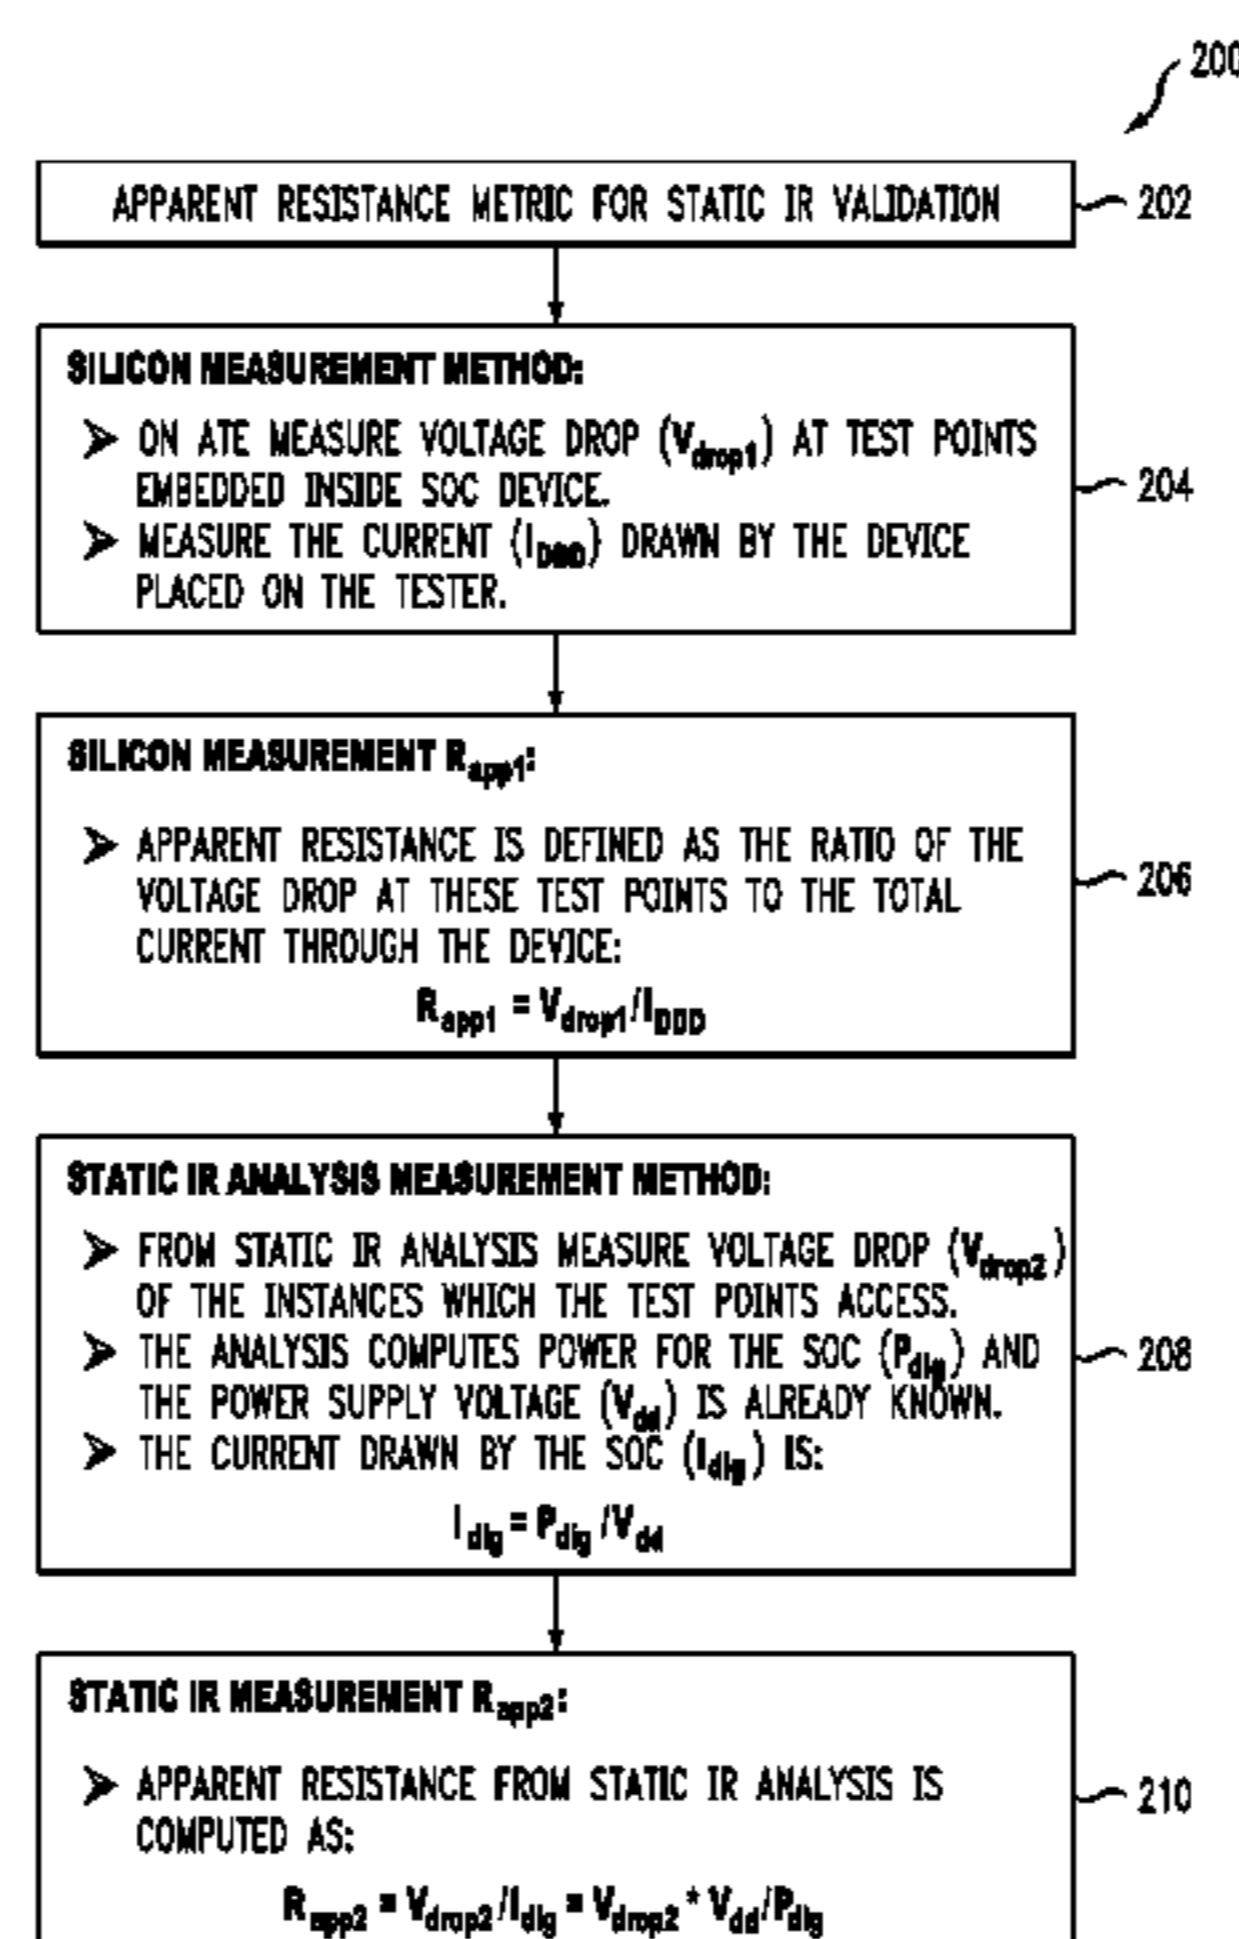 200
APPARENT RESISTANCE METRIC FOR STATIC IR VALIDATION
202
SILICON MEASUREMENT METHOD:
➤ ON ATE MEASURE VOLTAGE DROP (Vdrop1) AT TEST POINTS
EMBEDDED INSIDE SOC DEVICE.
204
➤ MEASURE THE CURRENT (IDDD) DRAWN BY THE DEVICE
PLACED ON THE TESTER.
SILICON MEASUREMENT Rapp1:
➤ APPARENT RESISTANCE IS DEFINED AS THE RATIO OF THE
VOLTAGE DROP AT THESE TEST POINTS TO THE TOTAL
206
CURRENT THROUGH THE DEVICE:
Rapp1 = Vdrop1/IDDD
STATIC IR ANALYSIS MEASUREMENT METHOD:
➤ FROM STATIC IR ANALYSIS MEASURE VOLTAGE DROP (Vdrop2)
OF THE INSTANCES WHICH THE TEST POINTS ACCESS.
➤ THE ANALYSIS COMPUTES POWER FOR THE SOC (Pdig) AND
208
THE POWER SUPPLY VOLTAGE (Vdd) IS ALREADY KNOWN.
➤ THE CURRENT DRAWN BY THE SOC (Idig) IS:
Idig = Pdig /Vdd
STATIC IR MEASUREMENT Rapp2:
➤ APPARENT RESISTANCE FROM STATIC IR ANALYSIS IS
210
COMPUTED AS:
Rapp2 = Vdrop2/Idig = Vdrop2 * Vdd/Pdig